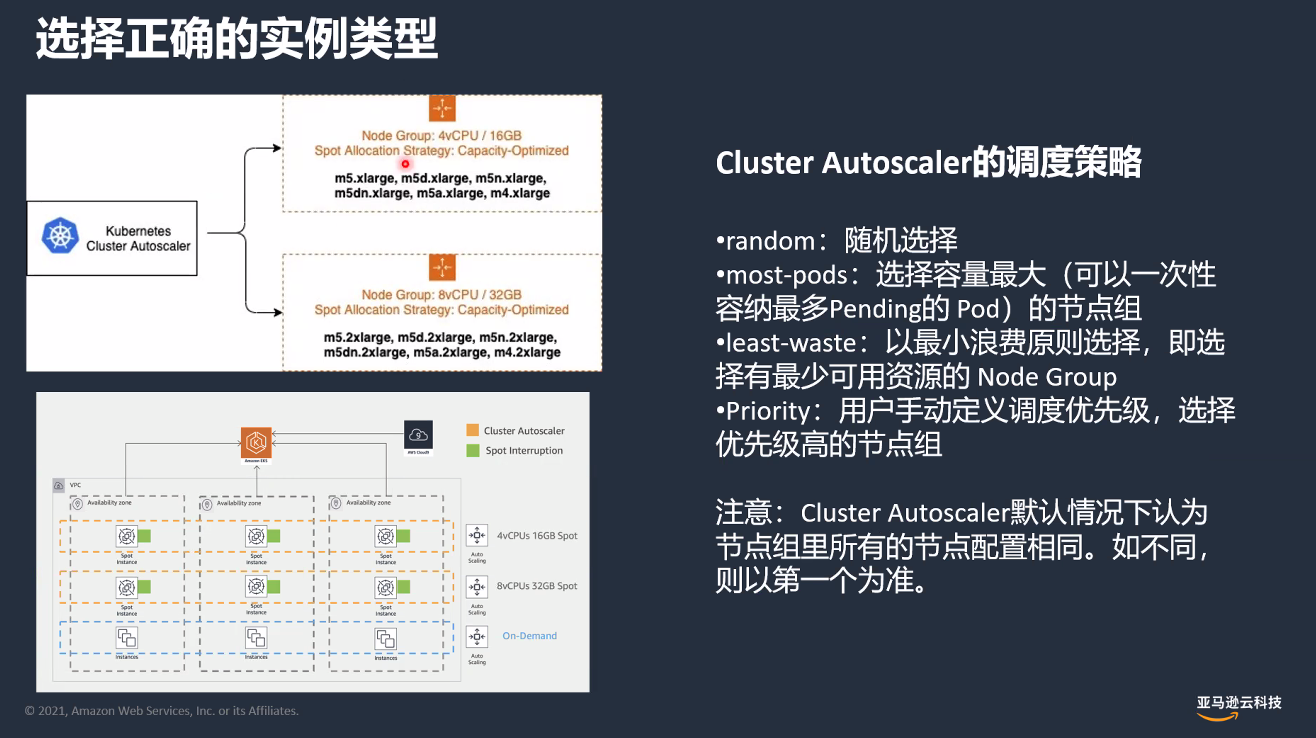 选择正确的实例类型
Node Group: 4vCPU / 16GB
Spot Allocation Strategy: Capacity-Optimized
m5.xlarge, m5d.xlarge, m5n.xlarge,
m5dn.xlarge, m5a.xlarge, m4.xlarge
Kubernetes
Cluster Autoscaler
Node Group: 8vCPU / 32GB
Spot Allocation Strategy: Capacity-Optimized
m5.2xlarge, m5d.2xlarge, m5n.2xlarge,
m5dn.2xlarge, m5a.2xlarge, m4.2xlarge
Amazon EKS
AWS Cloud9
Cluster Autoscaler
Spot Interruption
VPC
Availability zone
Availability zone
Availability zone
Spot
Instance
Spot
Instance
Spot
Instance
Auto
Scaling
4vCPUs 16GB Spot
Spot
Instance
Spot
Instance
Spot
Instance
Auto
Scaling
8vCPUs 32GB Spot
Instances
Instances
Instances
Auto
Scaling
On-Demand
Cluster Autoscaler的调度策略
•random：随机选择
•most-pods：选择容量最大（可以一次性
容纳最多Pending的 Pod）的节点组
•least-waste：以最小浪费原则选择，即选
择有最少可用资源的 Node Group
•Priority：用户手动定义调度优先级，选择
优先级高的节点组
注意：Cluster Autoscaler默认情况下认为
节点组里所有的节点配置相同。如不同，
则以第一个为准。
© 2021, Amazon Web Services, Inc. or its Affiliates.
亚马逊云科技